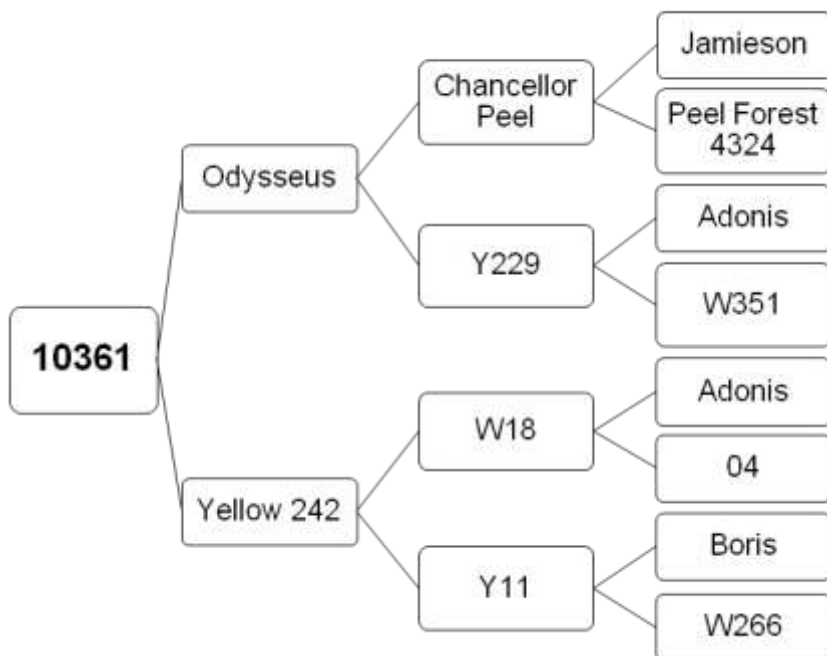 10361
Odysseus
Yellow 242
Chancellor
Peel
Y229
W18
Y11
Jamieson
Peel Forest
4324
Adonis
W351
Adonis
04
Boris
W266